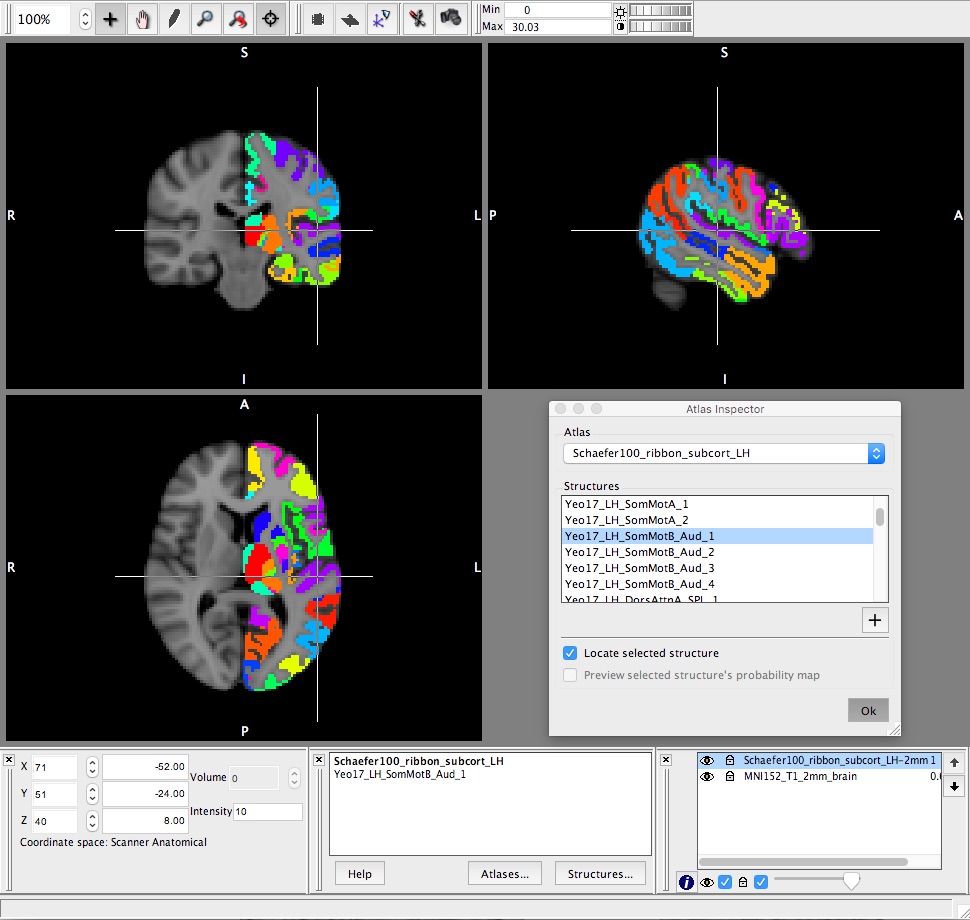 100%
Min 0
Max 30.03
S
S
R
L
P
A
I
I
A
R
L
P
Atlas Inspector
Atlas
Schaefer100_ribbon_subcort_LH
Structures
Yeo17_LH_SomMotA_1
Yeo17_LH_SomMotA_2
Yeo17_LH_SomMotB_Aud_1
Yeo17_LH_SomMotB_Aud_2
Yeo17_LH_SomMotB_Aud_3
Yeo17_LH_SomMotB_Aud_4
Yeo17_LH_DorsAttnA_SPL_1
+
Locate selected structure
Preview selected structure's probability map
Ok
X 71 -52.00
Y 51 -24.00
Z 40 8.00
Volume 0
Intensity 10
Coordinate space: Scanner Anatomical
Schaefer100_ribbon_subcort_LH
Yeo17_LH_SomMotB_Aud_1
Help Atlases... Structures...
Schaefer100_ribbon_subcort_LH-2mm 1
MNI152_T1_2mm_brain 0.0